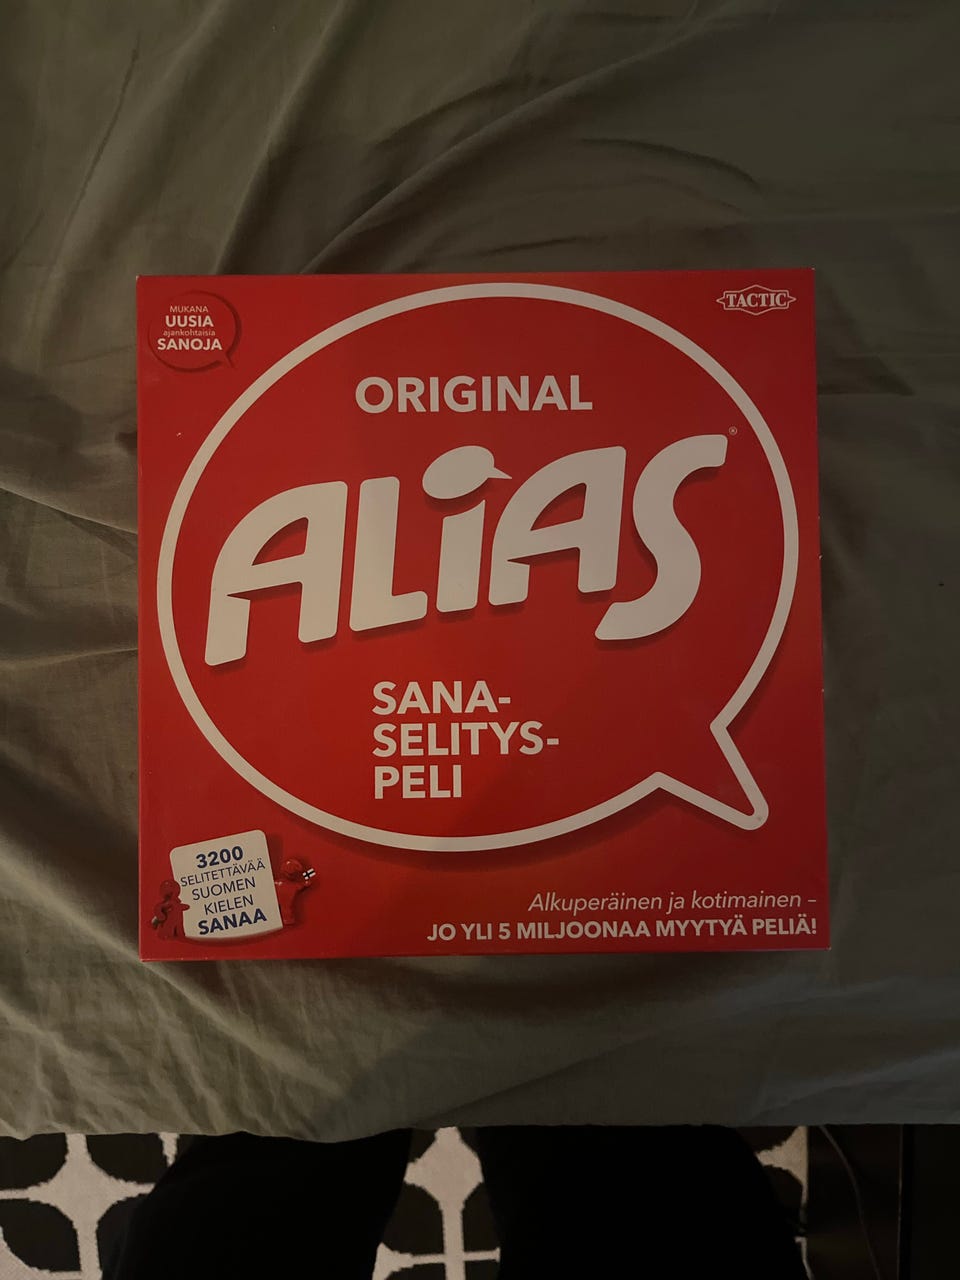 MUKANA
UUSIA
ajankohtaisia
SANOJA
TACTIC
ORIGINAL
ALiAS®
SANA-
SELITYS-
PELI
3200
SELITETTÄVÄÄ
SUOMEN
KIELEN
SANAA
Alkuperäinen ja kotimainen –
JO YLI 5 MILJOONAA MYYTYÄ PELIÄ!